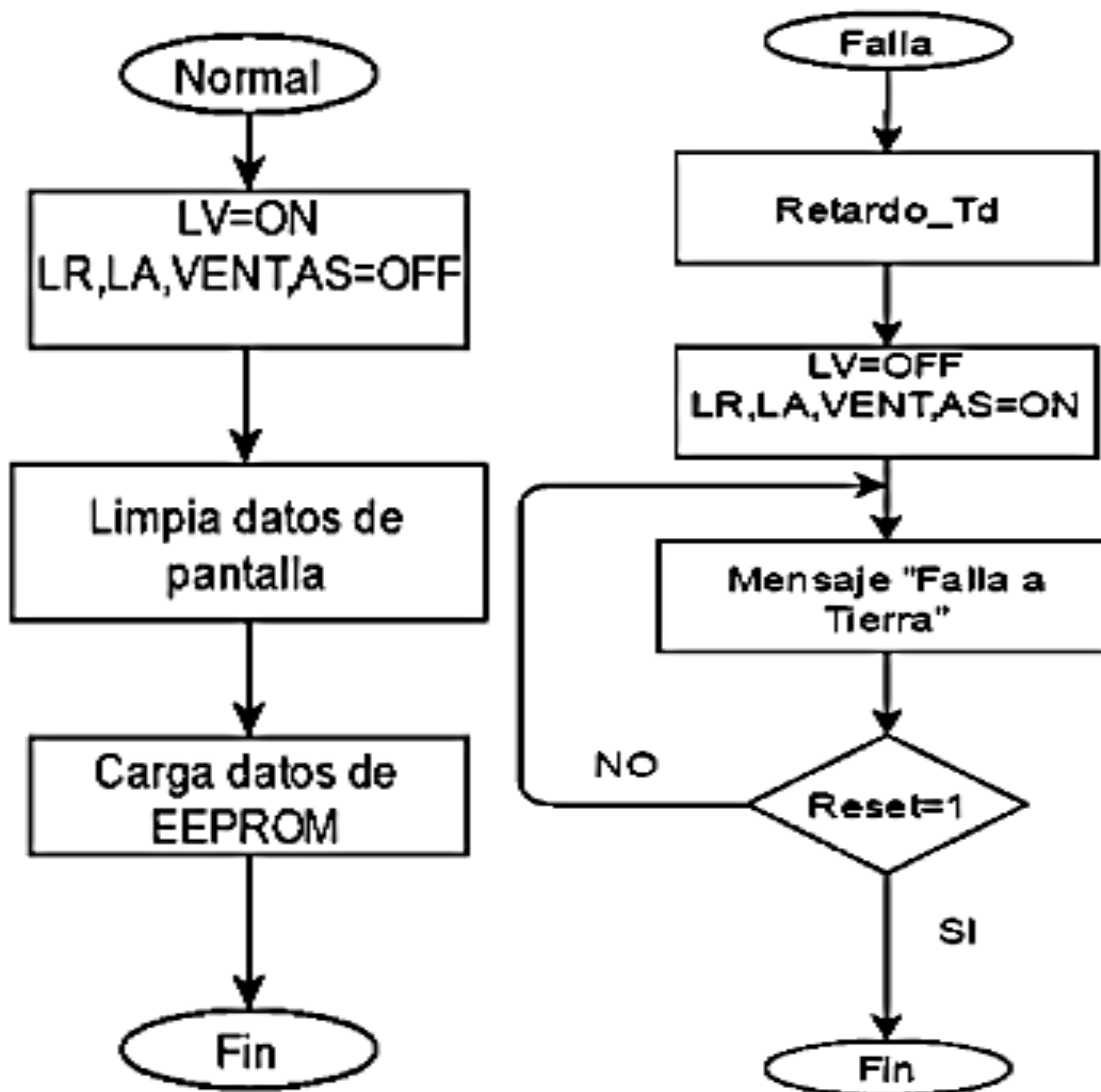 Normal
LV=ON
LR,LA,VENT,AS=OFF
Limpia datos de
pantalla
Carga datos de
EEPROM
Fin
Falla
Retardo_Td
LV=OFF
LR,LA,VENT,AS=ON
Mensaje "Falla a
Tierra"
NO
Reset=1
SI
Fin